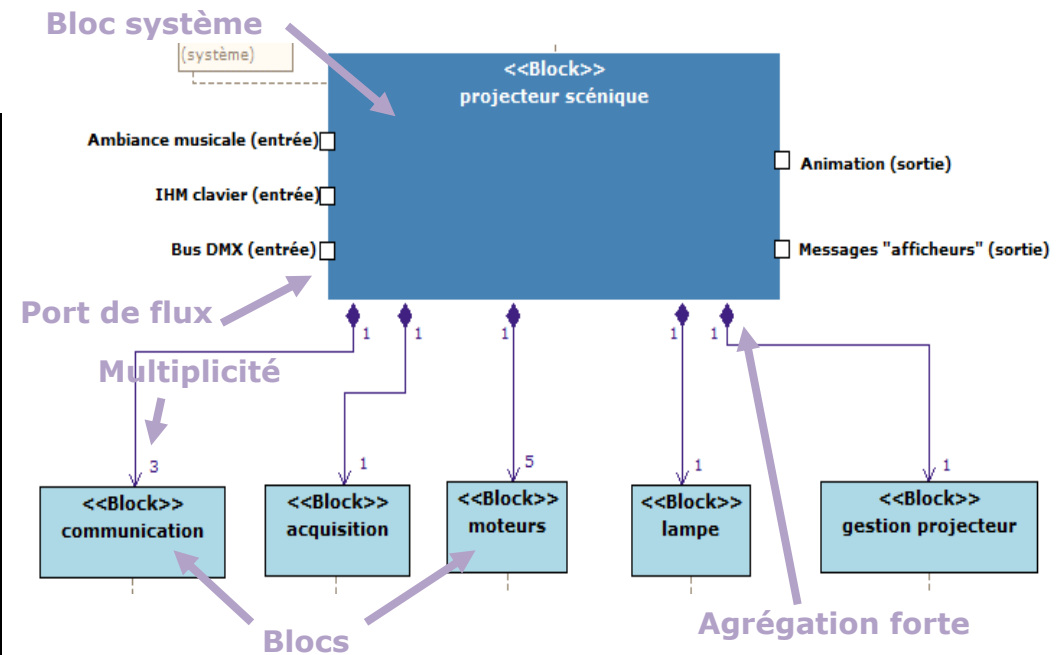 Bloc système
(système)
<<Block>>
projecteur scénique
Ambiance musicale (entrée)
IHM clavier (entrée)
Bus DMX (entrée)
Animation (sortie)
Messages "afficheurs" (sortie)
Port de flux
Multiplicité
1
1
1
1
1
3
1
5
1
1
<<Block>>
communication
<<Block>>
acquisition
<<Block>>
moteurs
<<Block>>
lampe
<<Block>>
gestion projecteur
Blocs
Agrégation forte